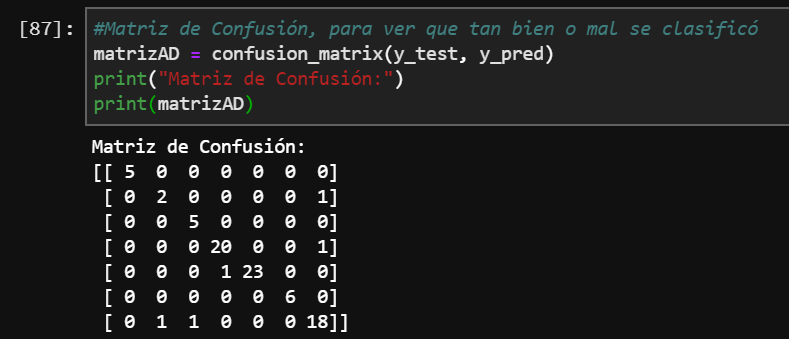 [87]: #Matriz de Confusión, para ver que tan bien o mal se clasificó
matrizAD = confusion_matrix(y_test, y_pred)
print("Matriz de Confusión:")
print(matrizAD)
Matriz de Confusión:
[[ 5  0  0  0  0  0  0]
 [ 0  2  0  0  0  0  1]
 [ 0  0  5  0  0  0  0]
 [ 0  0  0 20  0  0  1]
 [ 0  0  0  1 23  0  0]
 [ 0  0  0  0  0  6  0]
 [ 0  1  1  0  0  0 18]]